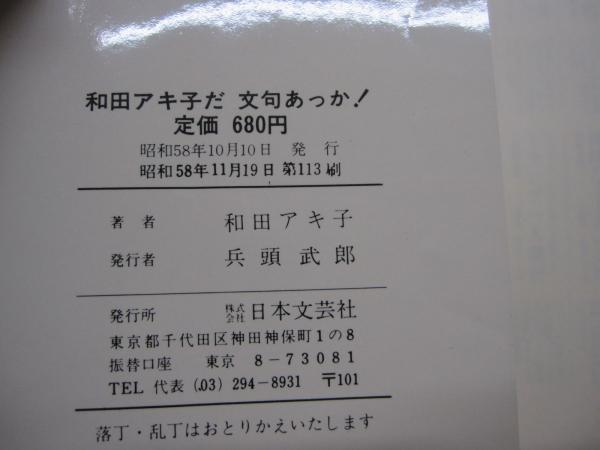 和田アキ子だ 文句あっか!
定価 680円
昭和58年10月10日 発 行
昭和58年11月19日 第113刷
著 者 和田アキ子
発行者 兵頭武郎
発行所 株式会社日本文芸社
東京都千代田区神田神保町1の8
振替口座 東京 8-73081
TEL 代表 (03) 294-8931 〒101
落丁・乱丁はおとりかえいたします